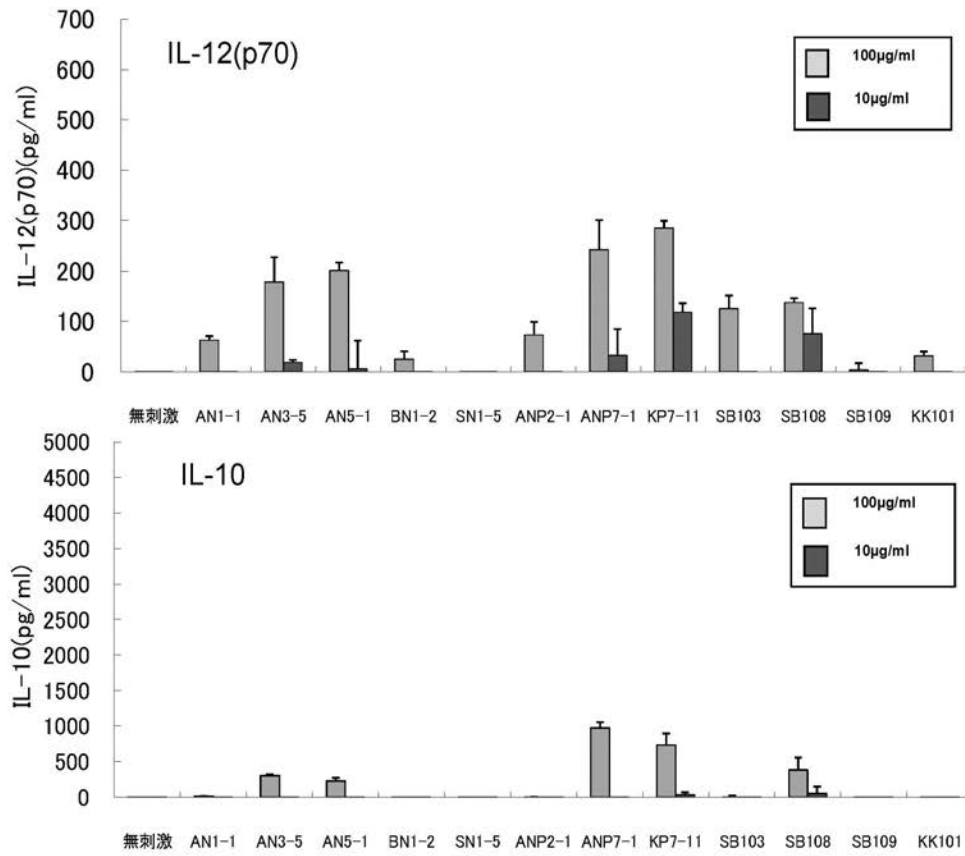 IL-12(p70)
100μg/ml
10μg/ml
IL-12(p70)(pg/ml)
700
600
500
400
300
200
100
0
無刺激 AN1-1 AN3-5 AN5-1 BN1-2 SN1-5 ANP2-1 ANP7-1 KP7-11 SB103 SB108 SB109 KK101
IL-10
100μg/ml
10μg/ml
IL-10(pg/ml)
5000
4500
4000
3500
3000
2500
2000
1500
1000
500
0
無刺激 AN1-1 AN3-5 AN5-1 BN1-2 SN1-5 ANP2-1 ANP7-1 KP7-11 SB103 SB108 SB109 KK101